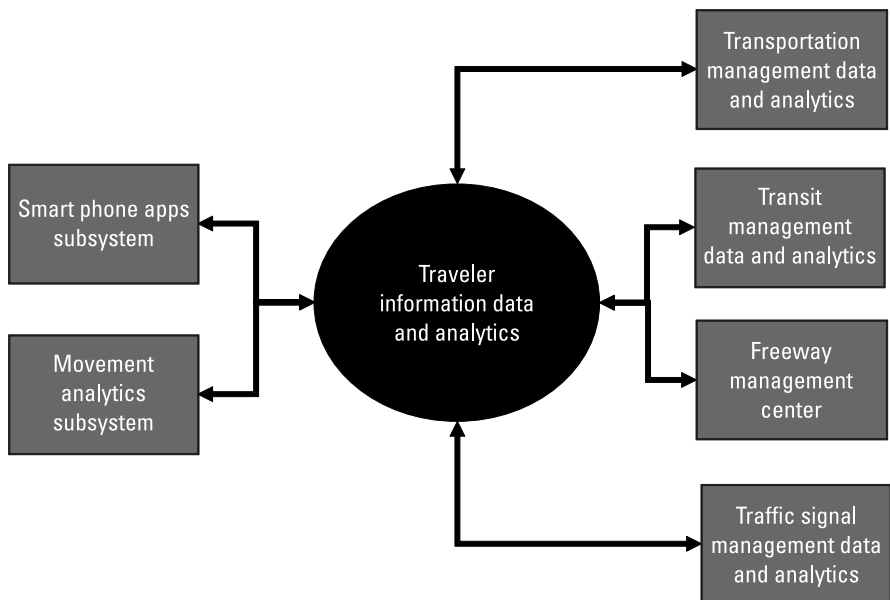 Transportation
management data
and analytics
Smart phone apps
subsystem
Transit
management
data and analytics
Traveler
information data
and analytics
Movement
analytics
subsystem
Freeway
management
center
Traffic signal
management data
and analytics